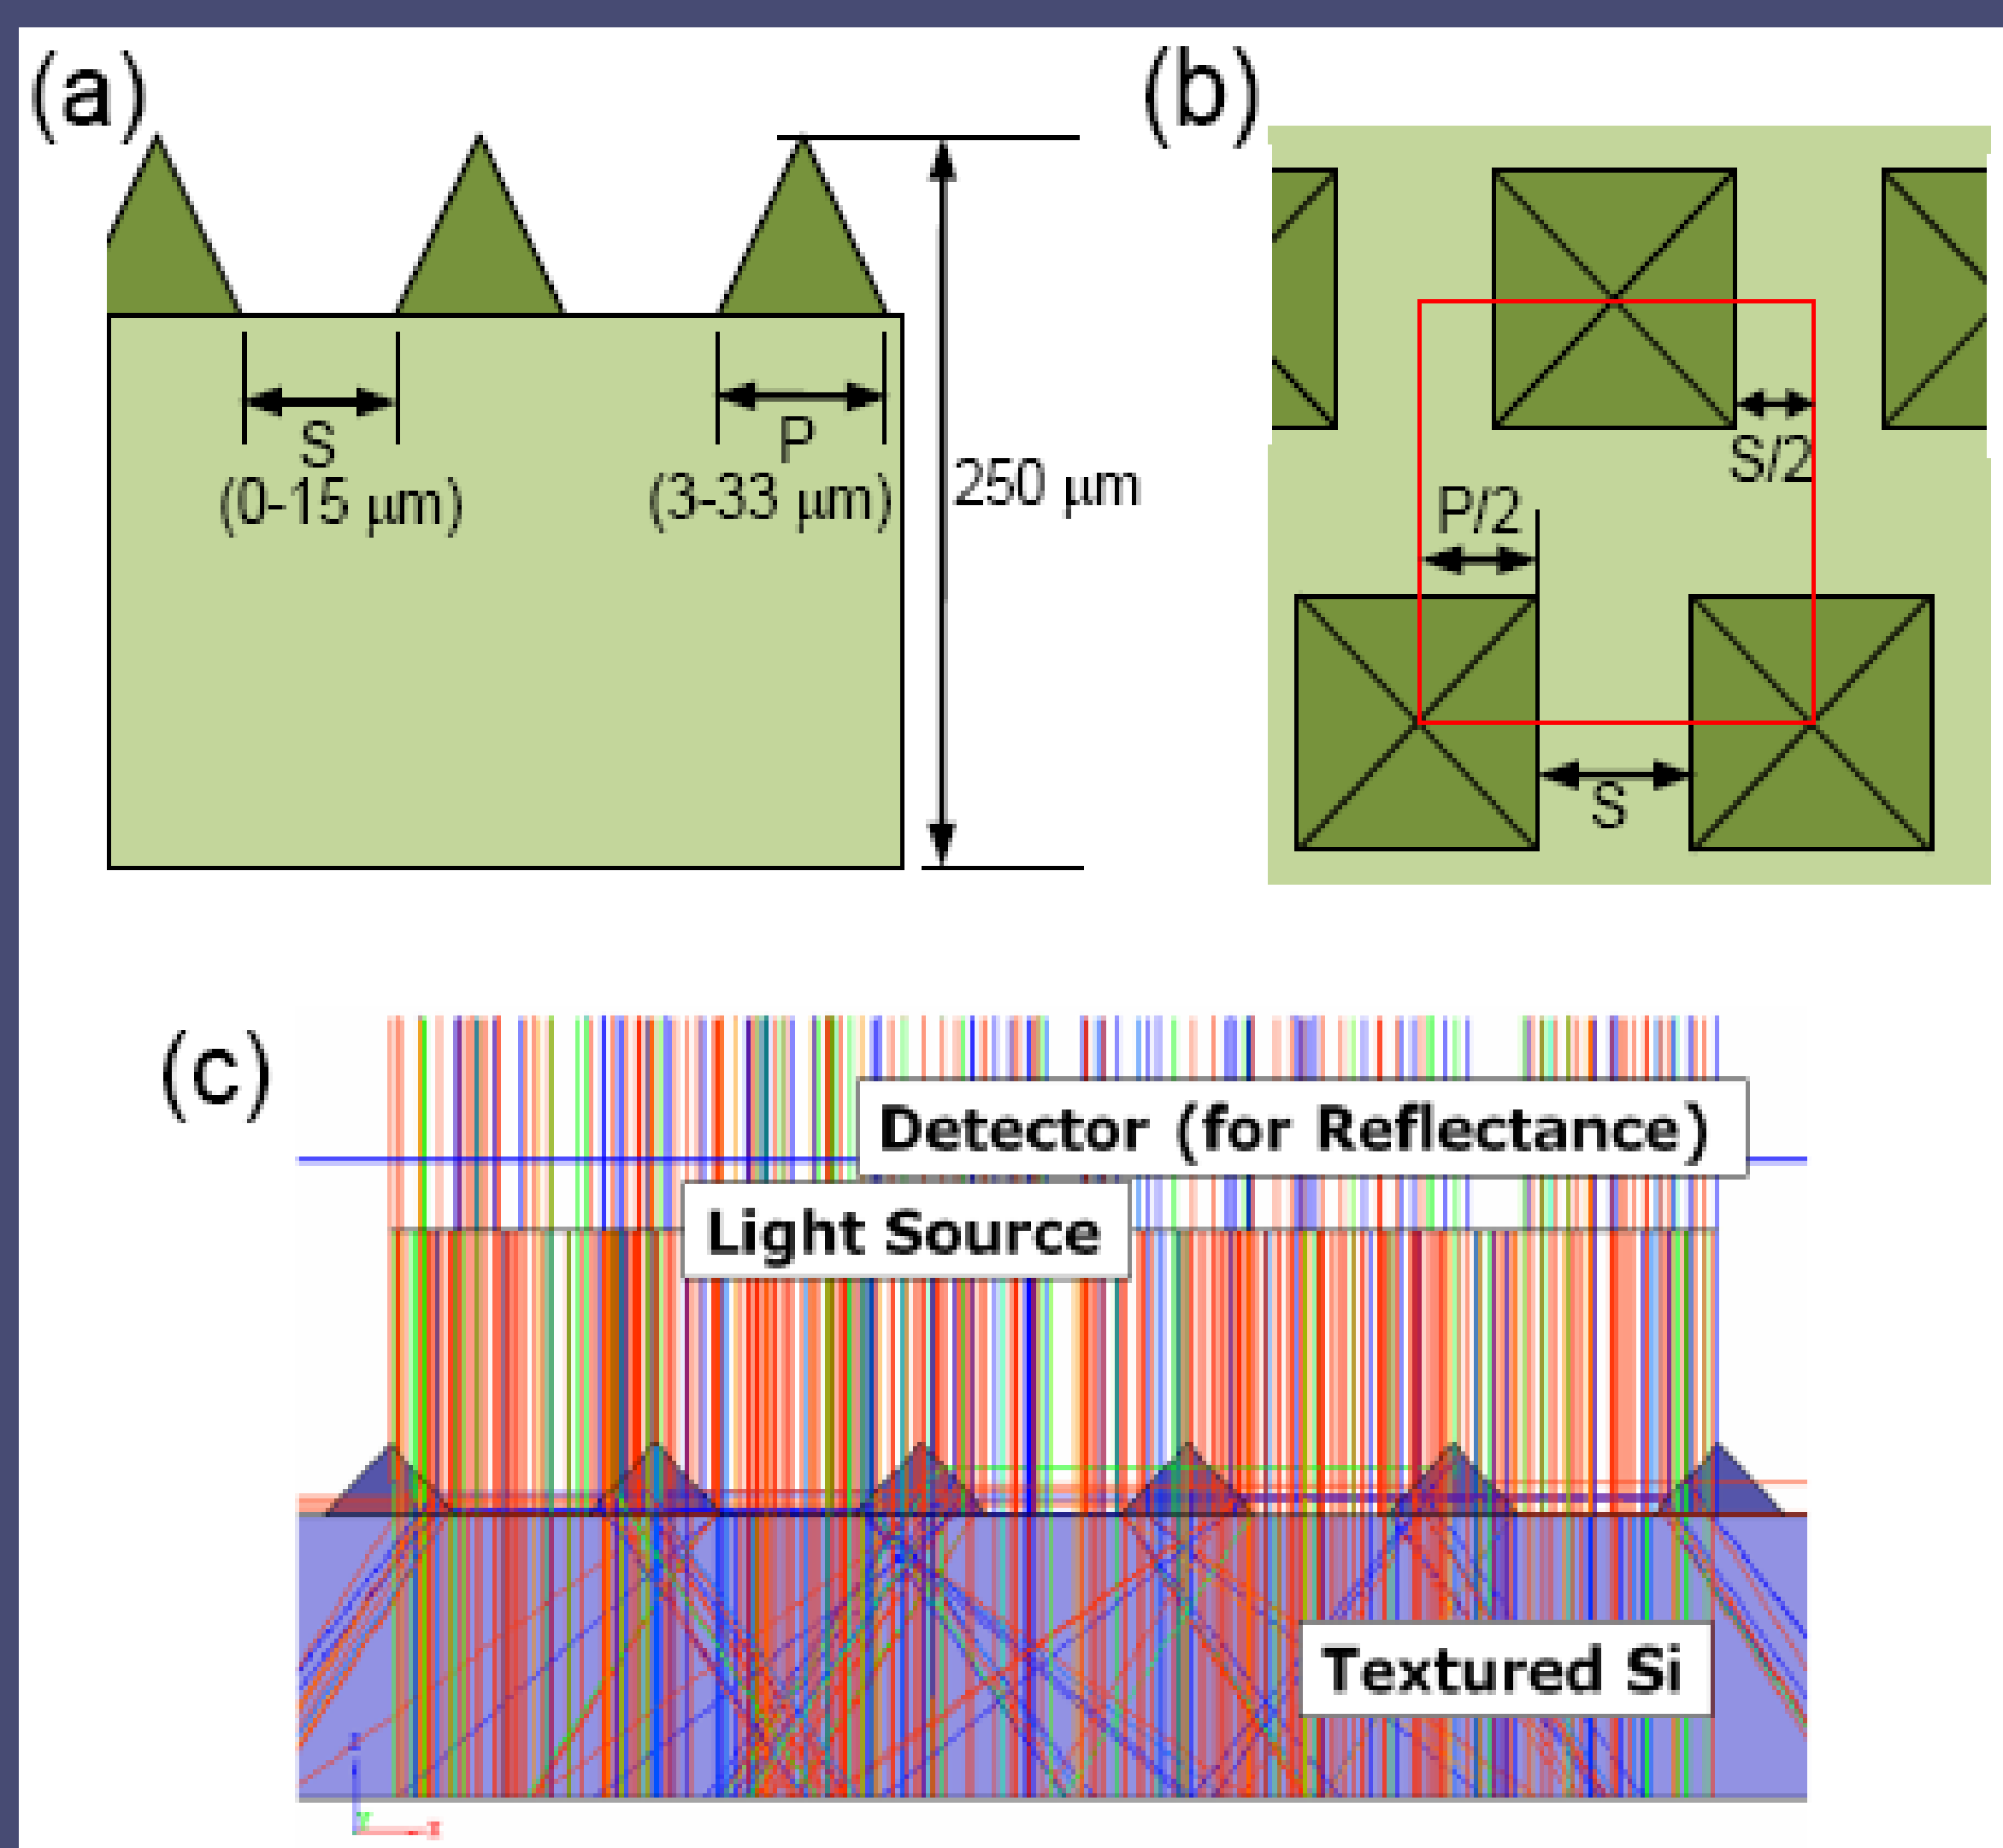 (a)
S
(0-15 μm)
P
(3-33 μm)
250 μm
(b)
S/2
P/2
S
(c)
Detector (for Reflectance)
Light Source
Textured Si